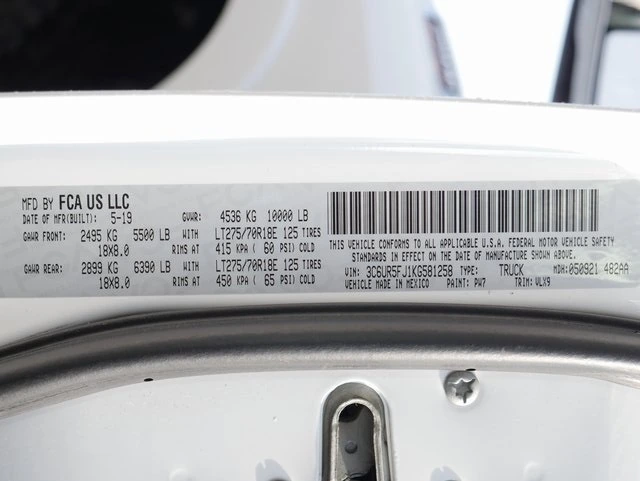 MFD BY FCA US LLC
DATE OF MFR(BUILT): 5-19 GVWR: 4536 KG 10000 LB
GAWR FRONT: 2495 KG 5500 LB WITH LT275/70R18E 125 TIRES
18X8.0 RIMS AT 415 KPA ( 60 PSI) COLD
GAWR REAR: 2899 KG 6390 LB WITH LT275/70R18E 125 TIRES
18X8.0 RIMS AT 450 KPA ( 65 PSI) COLD
THIS VEHICLE CONFORMS TO ALL APPLICABLE U.S.A. FEDERAL MOTOR VEHICLE SAFETY
STANDARDS IN EFFECT ON THE DATE OF MANUFACTURE SHOWN ABOVE.
VIN: 3C6UR5FJ1KG581258 TYPE: TRUCK MDH: 050921 482AA
VEHICLE MADE IN MEXICO PAINT: PW7 TRIM: VLX9